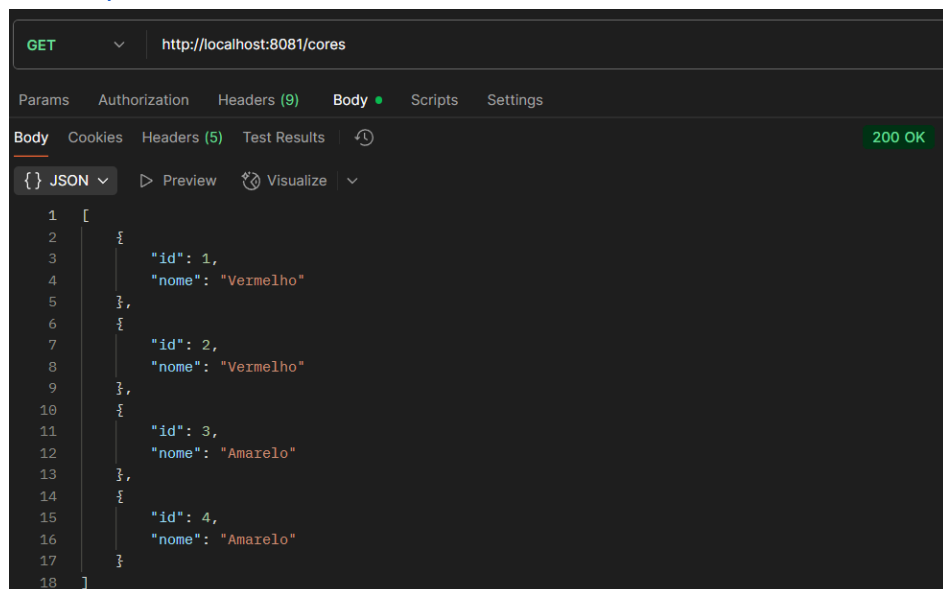 GET http://localhost:8081/cores
Params Authorization Headers (9) Body Scripts Settings
Body Cookies Headers (5) Test Results 200 OK
{} JSON Preview Visualize
1 [
2 {
3 "id": 1,
4 "nome": "Vermelho"
5 },
6 {
7 "id": 2,
8 "nome": "Vermelho"
9 },
10 {
11 "id": 3,
12 "nome": "Amarelo"
13 },
14 {
15 "id": 4,
16 "nome": "Amarelo"
17 }
18 ]